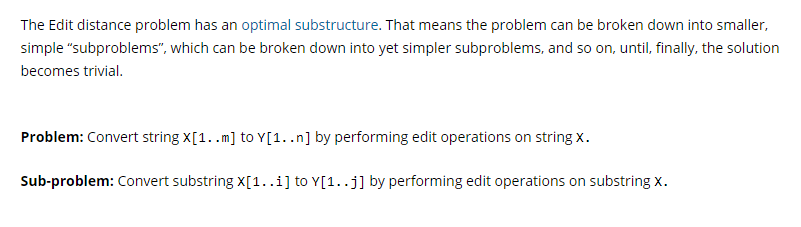 The Edit distance problem has an optimal substructure. That means the problem can be broken down into smaller,
simple “subproblems”, which can be broken down into yet simpler subproblems, and so on, until, finally, the solution
becomes trivial.
Problem: Convert string X[1..m] to Y[1..n] by performing edit operations on string X.
Sub-problem: Convert substring X[1..i] to Y[1..j] by performing edit operations on substring X.